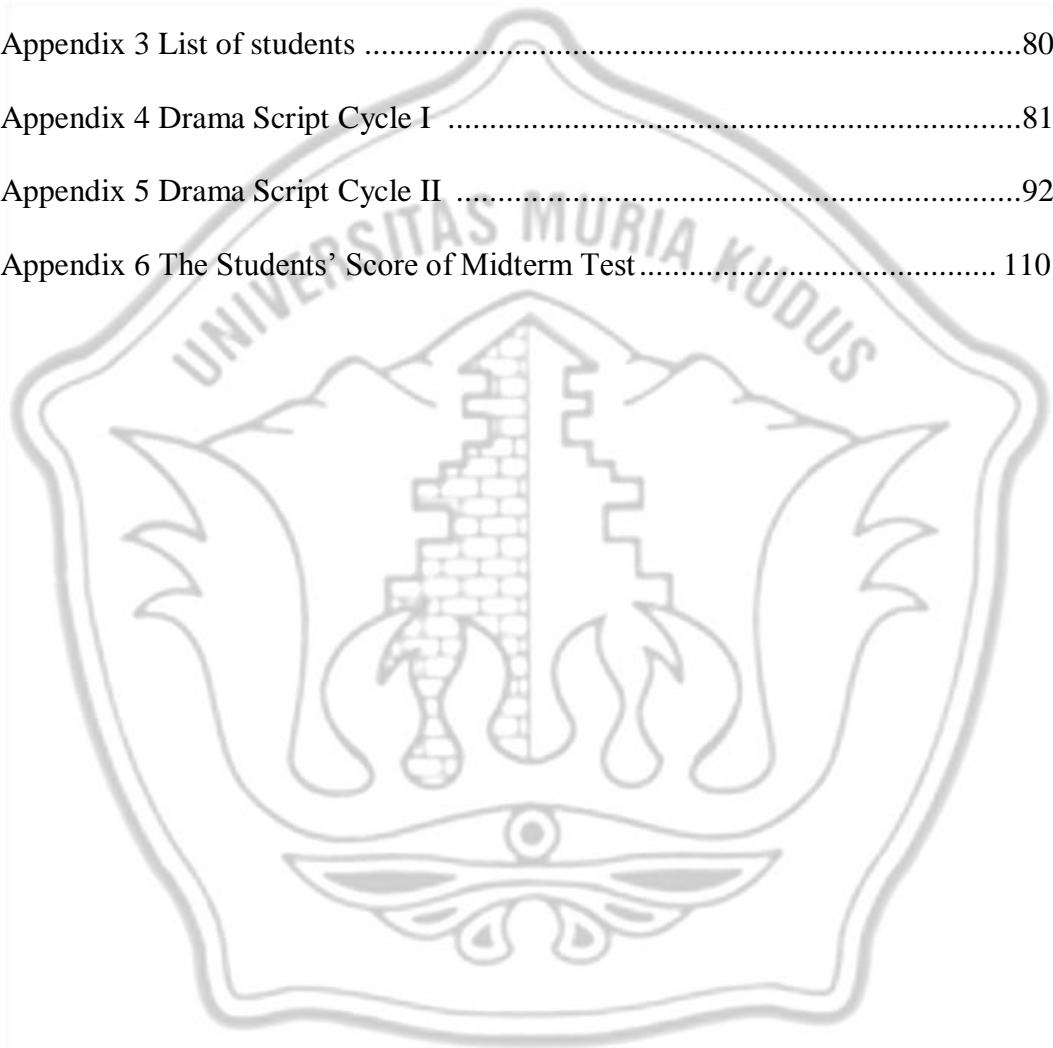 Appendix 3 List of students ....................................................................................80
Appendix 4 Drama Script Cycle I ......................................................................81
Appendix 5 Drama Script Cycle II .....................................................................92
Appendix 6 The Students’ Score of Midterm Test............................................... 110
UNIVERSITAS MURIA KUDUS